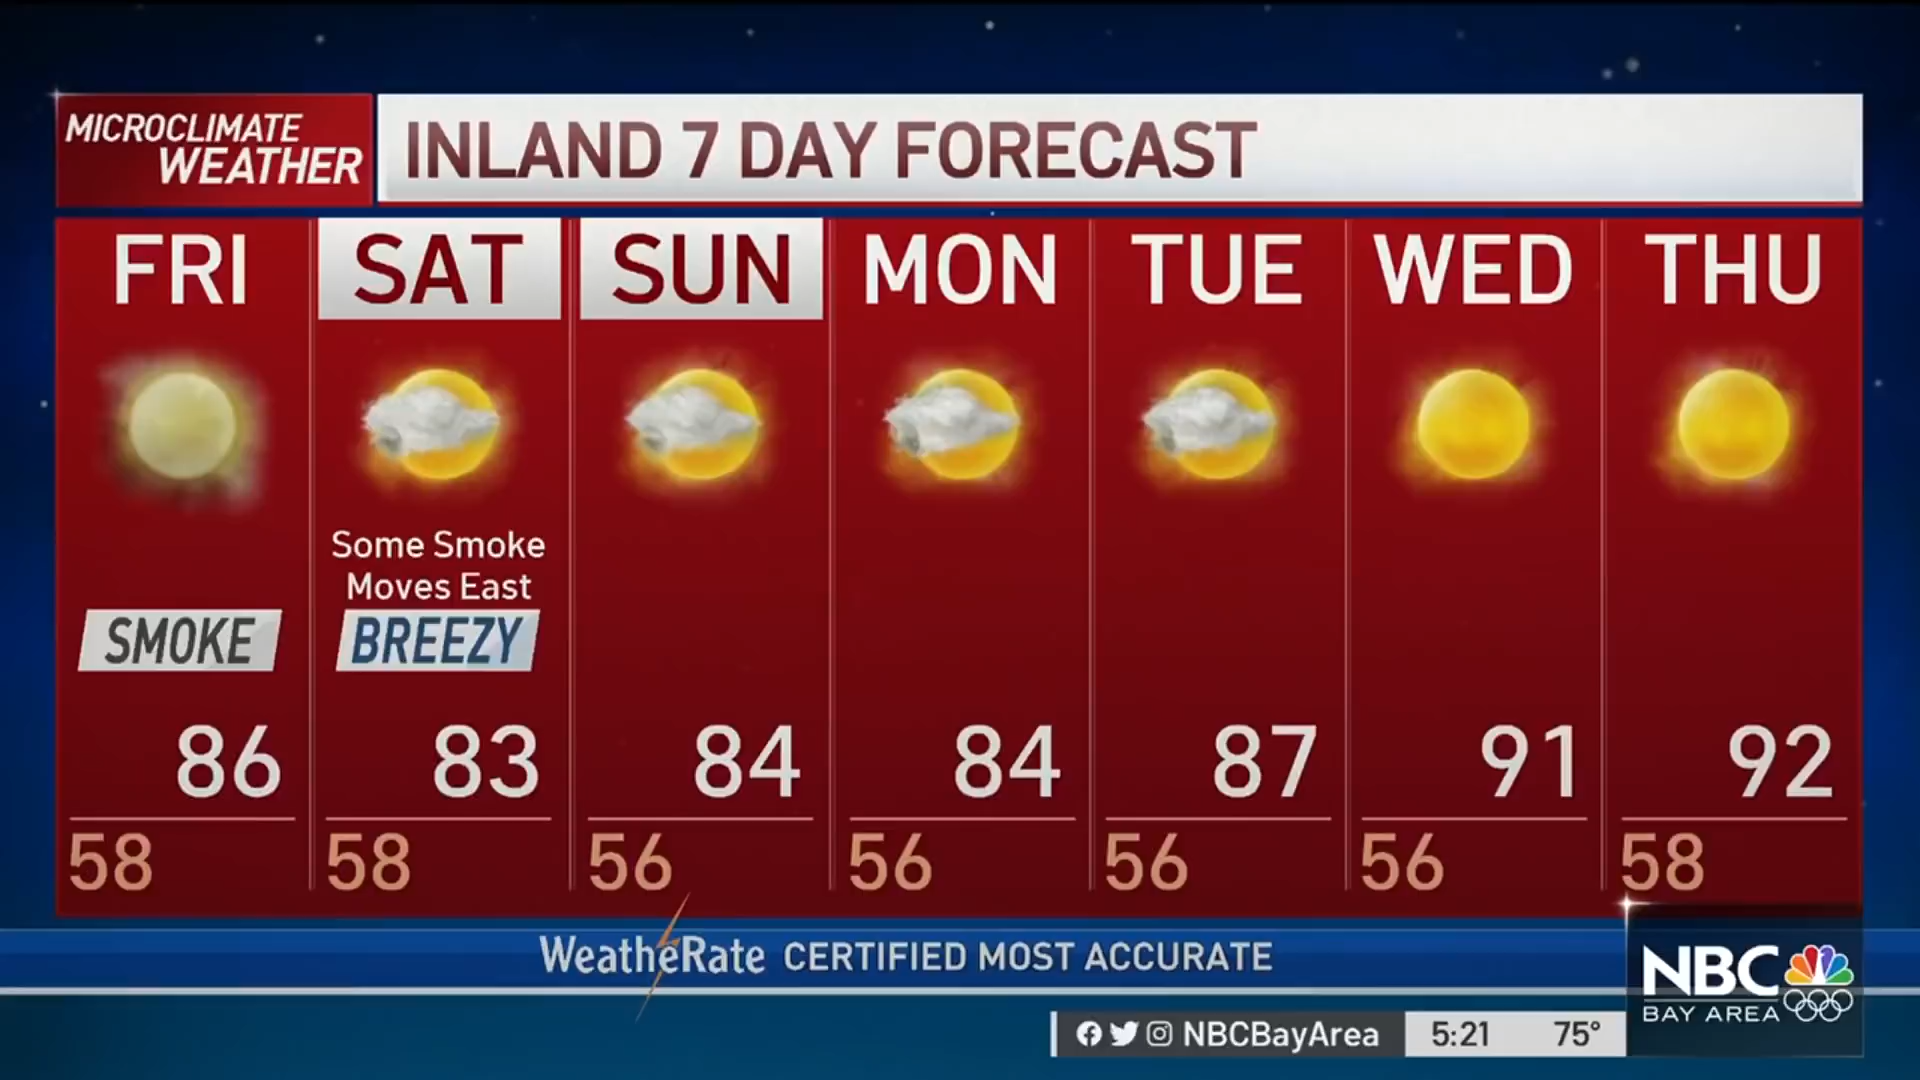 MICROCLIMATE
WEATHER
INLAND 7 DAY FORECAST
FRI SAT SUN MON TUE WED THU
Some Smoke
Moves East
SMOKE BREEZY
86 83 84 84 87 91 92
58 58 56 56 56 56 58
WeatheRate CERTIFIED MOST ACCURATE
NBC
BAY AREA
NBCBayArea 5:21 75°